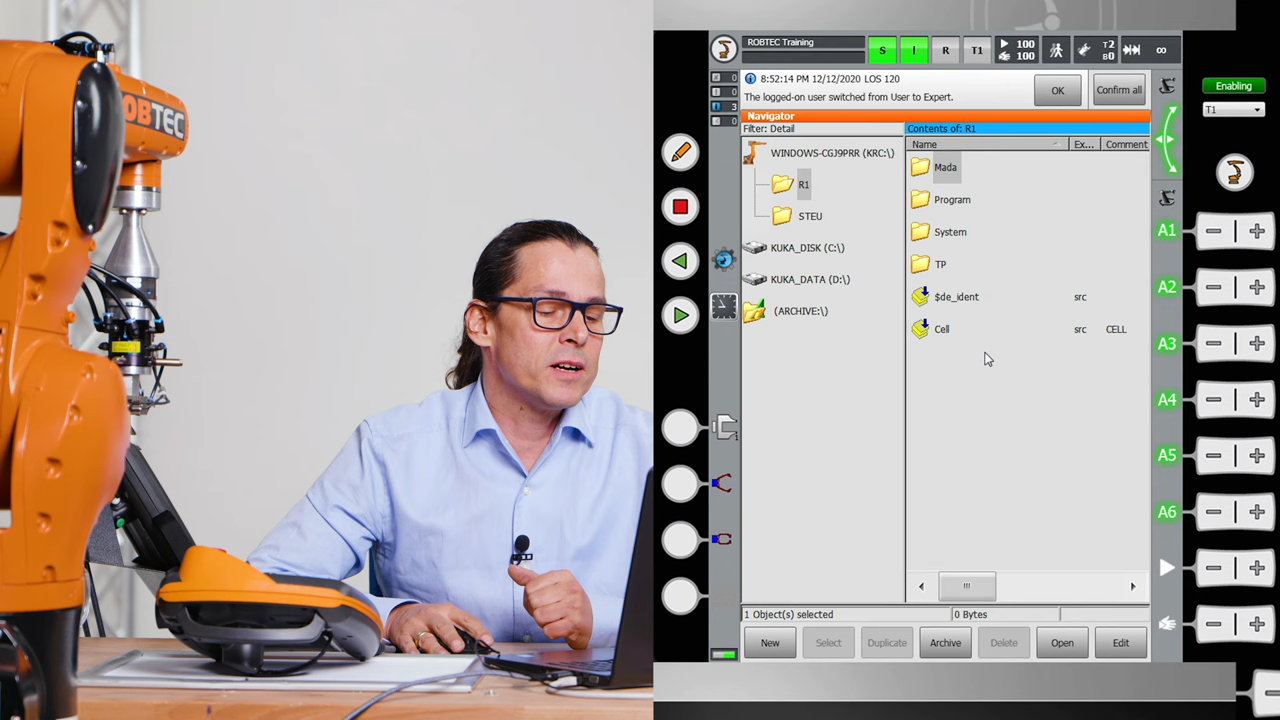 OBTEC
ROBTEC Training
S
I
R
T1
100
100
T2
B0
∞
0
0
3
0
8:52:14 PM 12/12/2020 LOS 120
The logged-on user switched from User to Expert.
OK
Confirm all
Navigator
Filter: Detail
Contents of: R1
Name
Ex...
Comment
WINDOWS-CGJ9PRR (KRC:\)
R1
STEU
KUKA_DISK (C:\)
KUKA_DATA (D:\)
(ARCHIVE:\)
Mada
Program
System
TP
$de_ident src
Cell src CELL
1 Object(s) selected
0 Bytes
New
Select
Duplicate
Archive
Delete
Open
Edit
Enabling
T1
A1
A2
A3
A4
A5
A6
1